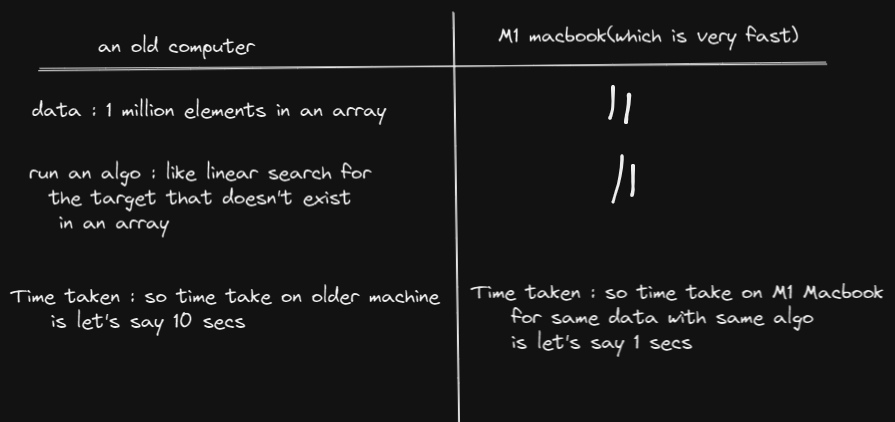 an old computer
M1 macbook(which is very fast)
data : 1 million elements in an array
||
run an algo : like linear search for
the target that doesn't exist
in an array
||
Time taken : so time take on older machine
is let's say 10 secs
Time taken : so time take on M1 Macbook
for same data with same algo
is let's say 1 secs